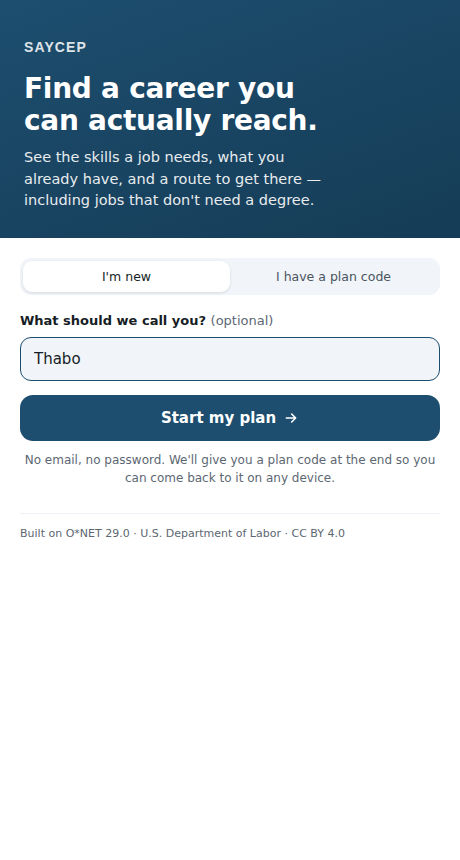 SAYCEP
Find a career you
can actually reach.
See the skills a job needs, what you
already have, and a route to get there —
including jobs that don't need a degree.
I'm new
I have a plan code
What should we call you? (optional)
Thabo
Start my plan →
No email, no password. We'll give you a plan code at the end so you
can come back to it on any device.
Built on O*NET 29.0 · U.S. Department of Labor · CC BY 4.0